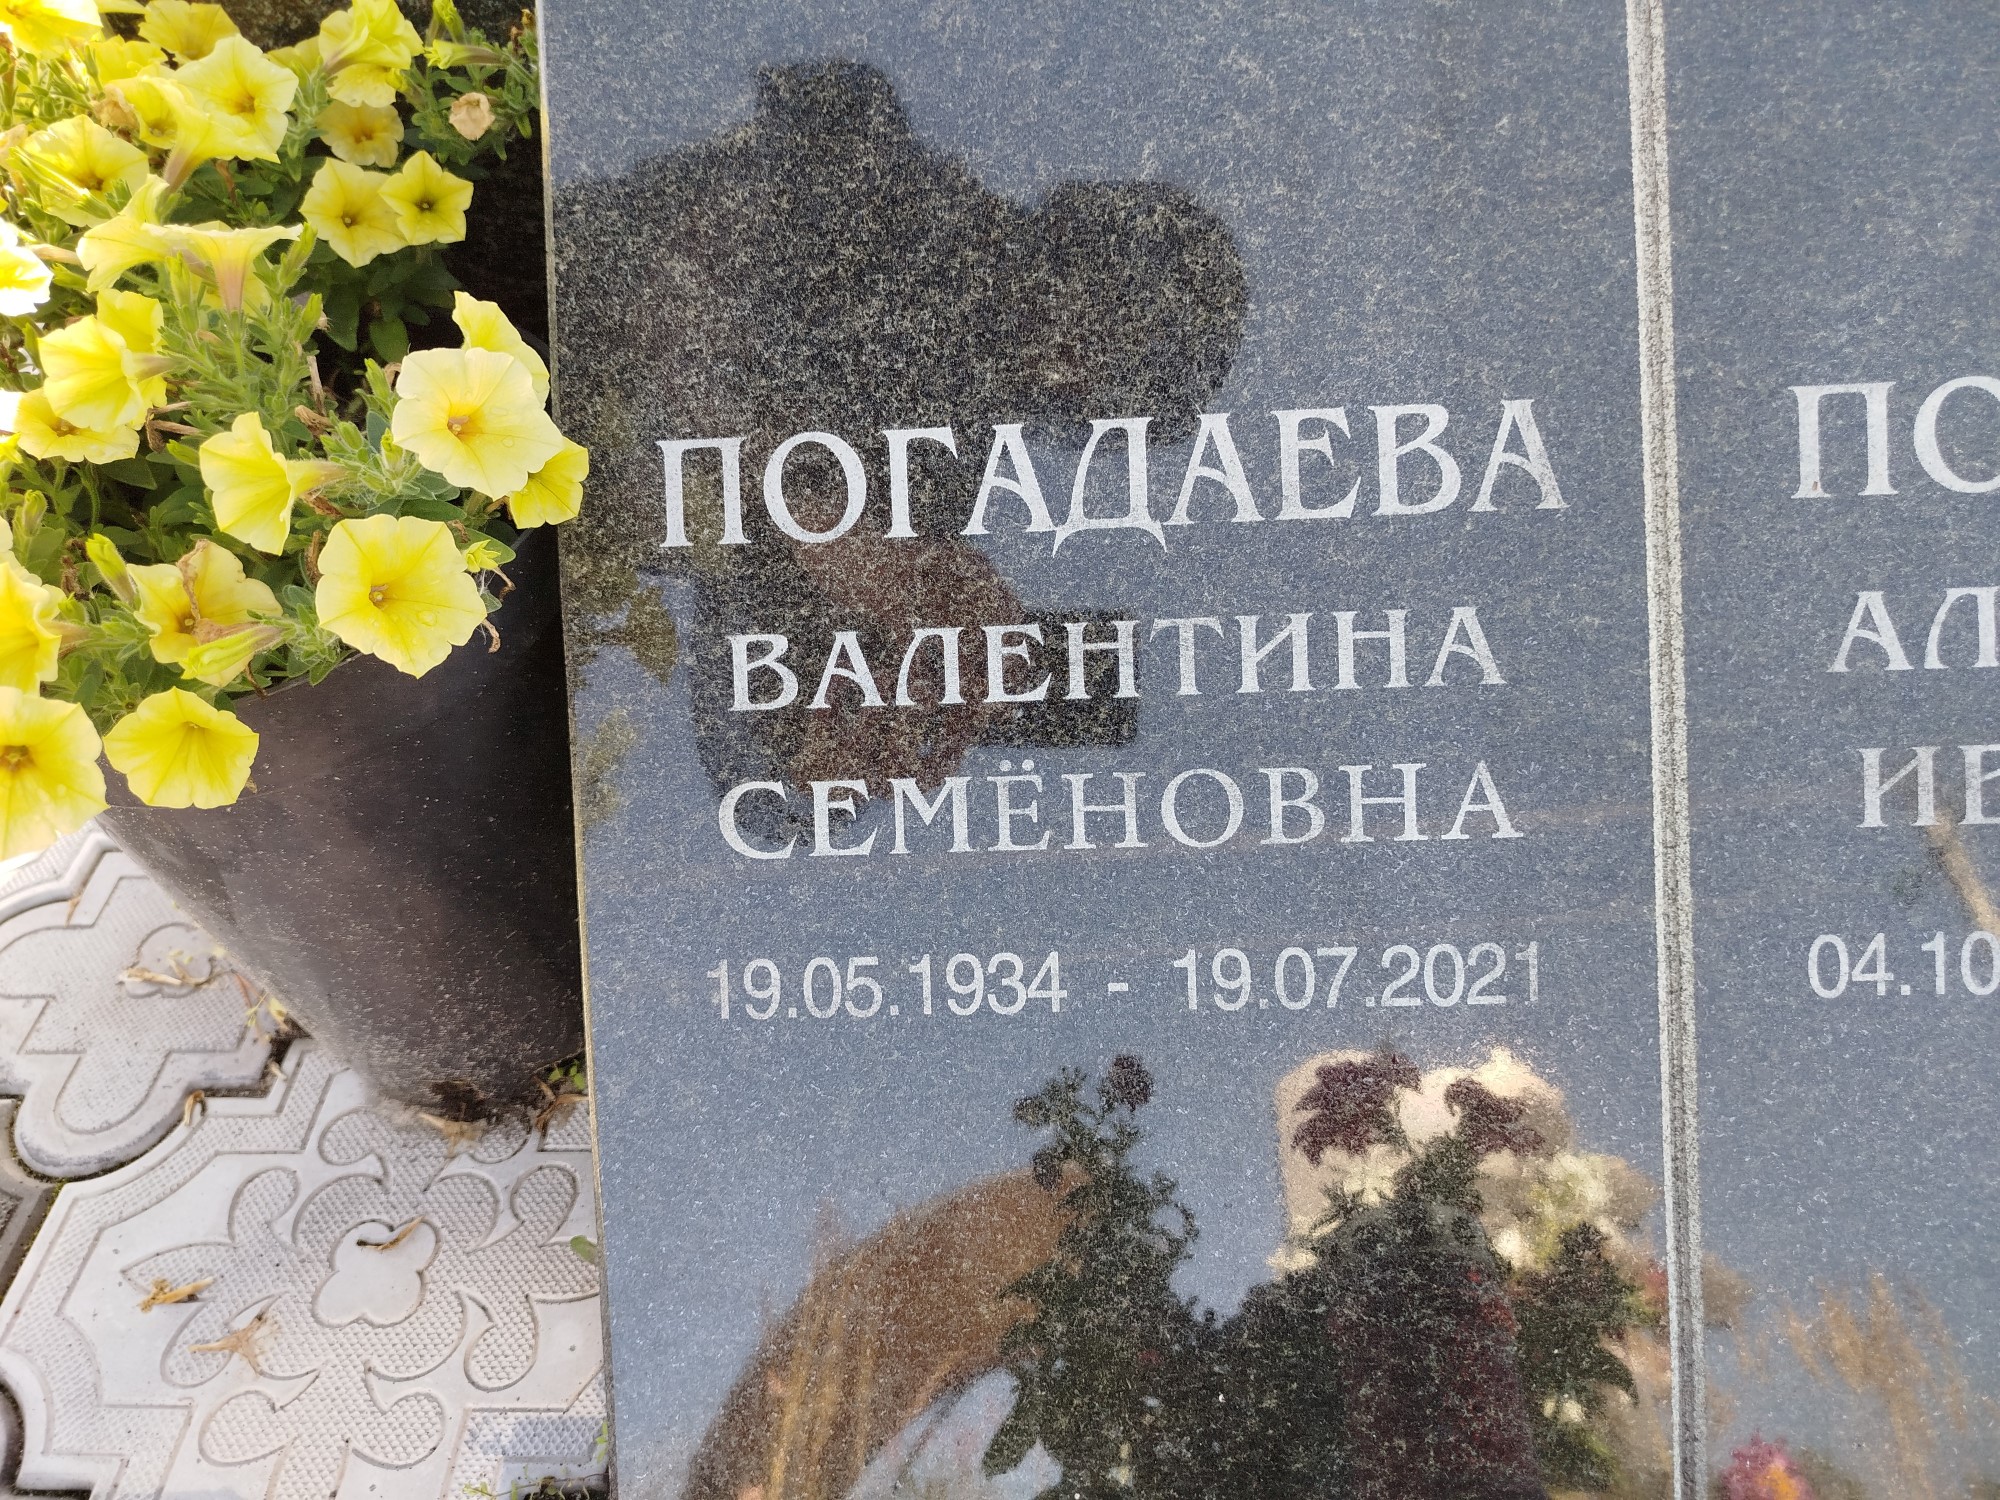 ПОГАДАЕВА
ВАЛЕНТИНА
СЕМЁНОВНА
19.05.1934 - 19.07.2021